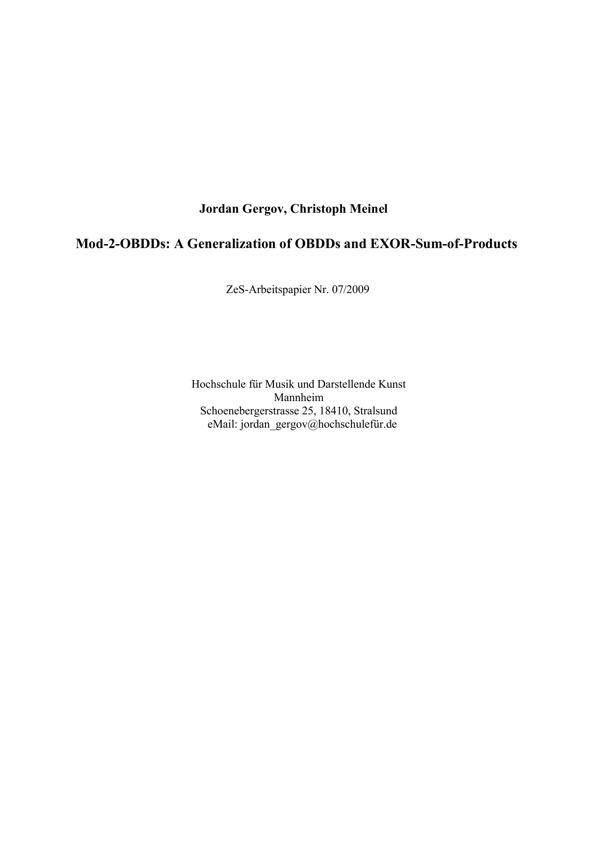 Jordan Gergov, Christoph Meinel
Mod-2-OBDDs: A Generalization of OBDDs and EXOR-Sum-of-Products
ZeS-Arbeitspapier Nr. 07/2009
Hochschule für Musik und Darstellende Kunst
Mannheim
Schoenebergerstrasse 25, 18410, Stralsund
eMail: jordan_gergov@hochschulefür.de